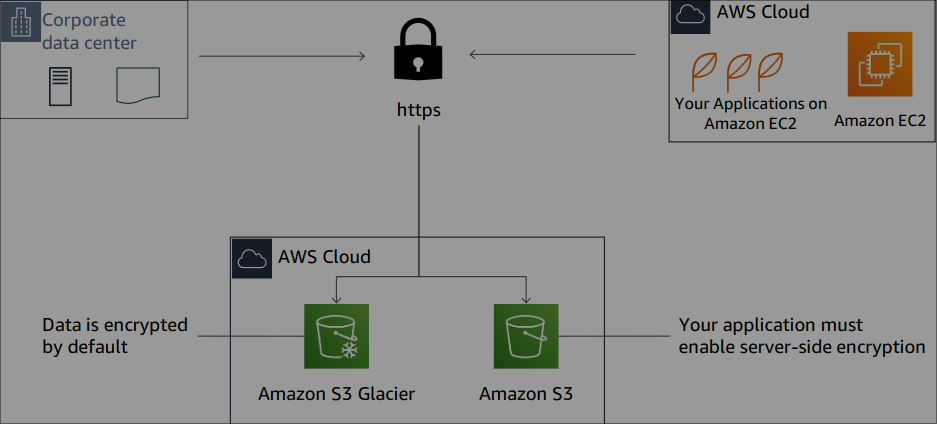 Corporate
data center
https
AWS Cloud
Your Applications on
Amazon EC2
Amazon EC2
AWS Cloud
Data is encrypted
by default
Amazon S3 Glacier
Amazon S3
Your application must
enable server-side encryption